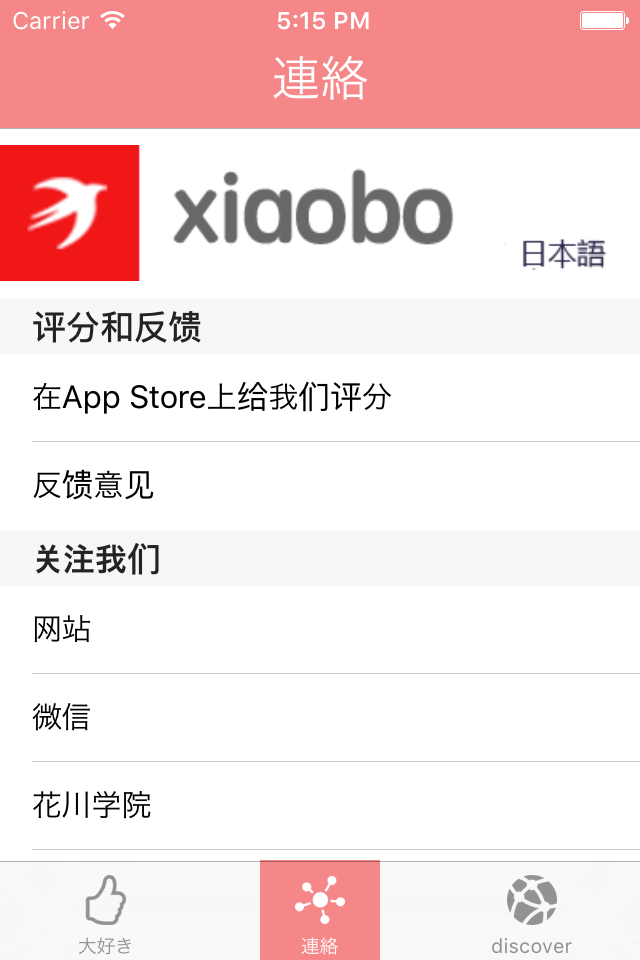 Carrier 5:15 PM
連絡
xiaobo
日本語
评分和反馈
在App Store上给我们评分
反馈意见
关注我们
网站
微信
花川学院
大好き 連絡 discover